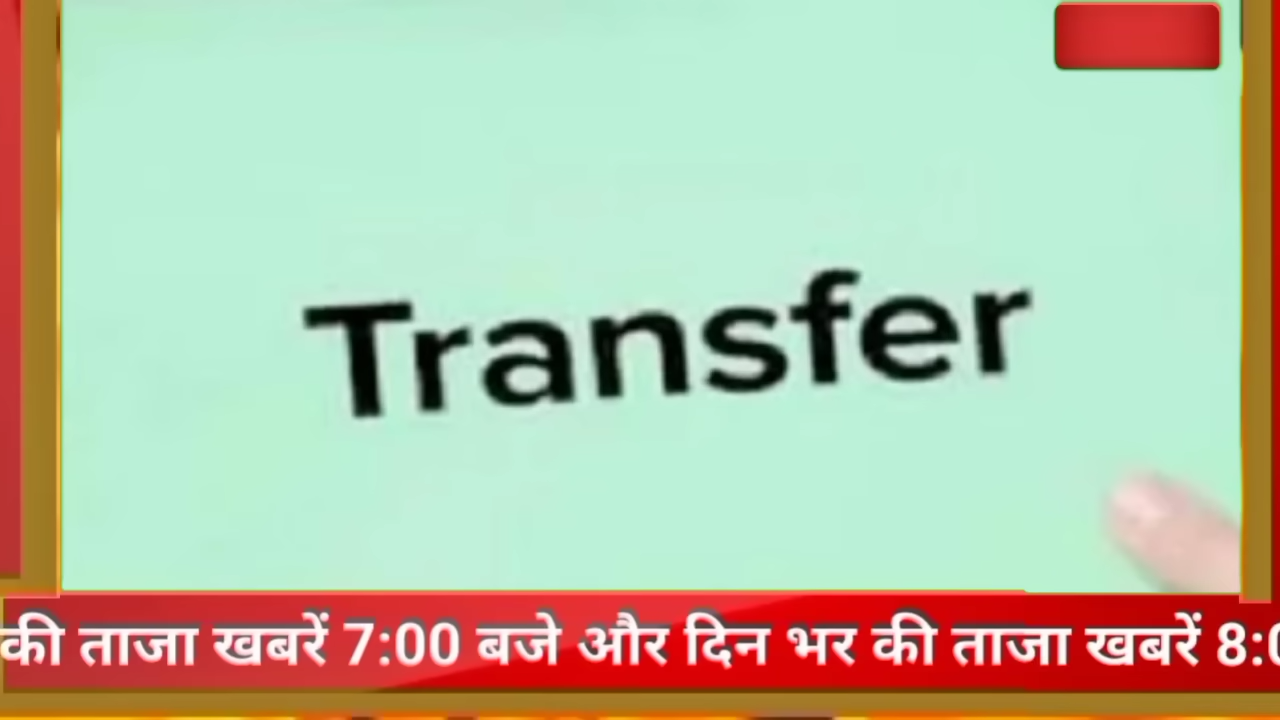 Transfer
की ताजा खबरें 7:00 बजे और दिन भर की ताजा खबरें